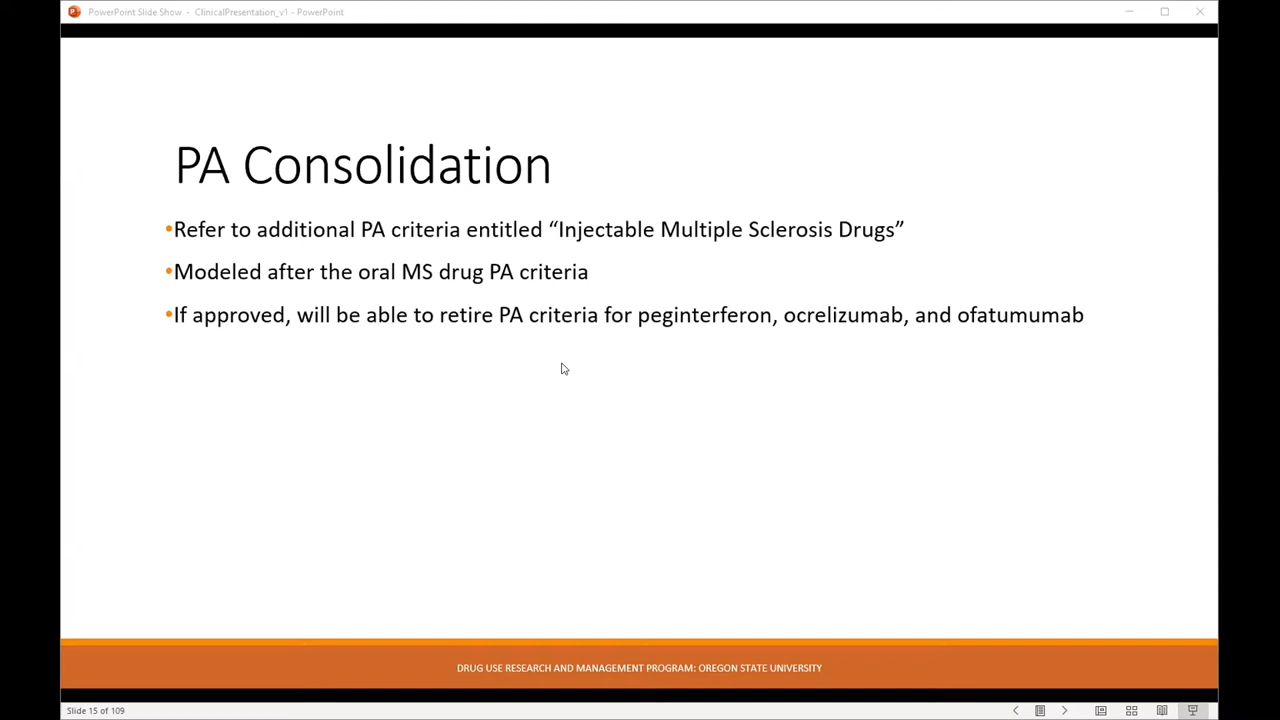 PowerPoint Slide Show - ClinicalPresentation_v1 - PowerPoint
PA Consolidation
•Refer to additional PA criteria entitled “Injectable Multiple Sclerosis Drugs”
•Modeled after the oral MS drug PA criteria
•If approved, will be able to retire PA criteria for peginterferon, ocrelizumab, and ofatumumab
DRUG USE RESEARCH AND MANAGEMENT PROGRAM: OREGON STATE UNIVERSITY
Slide 15 of 109